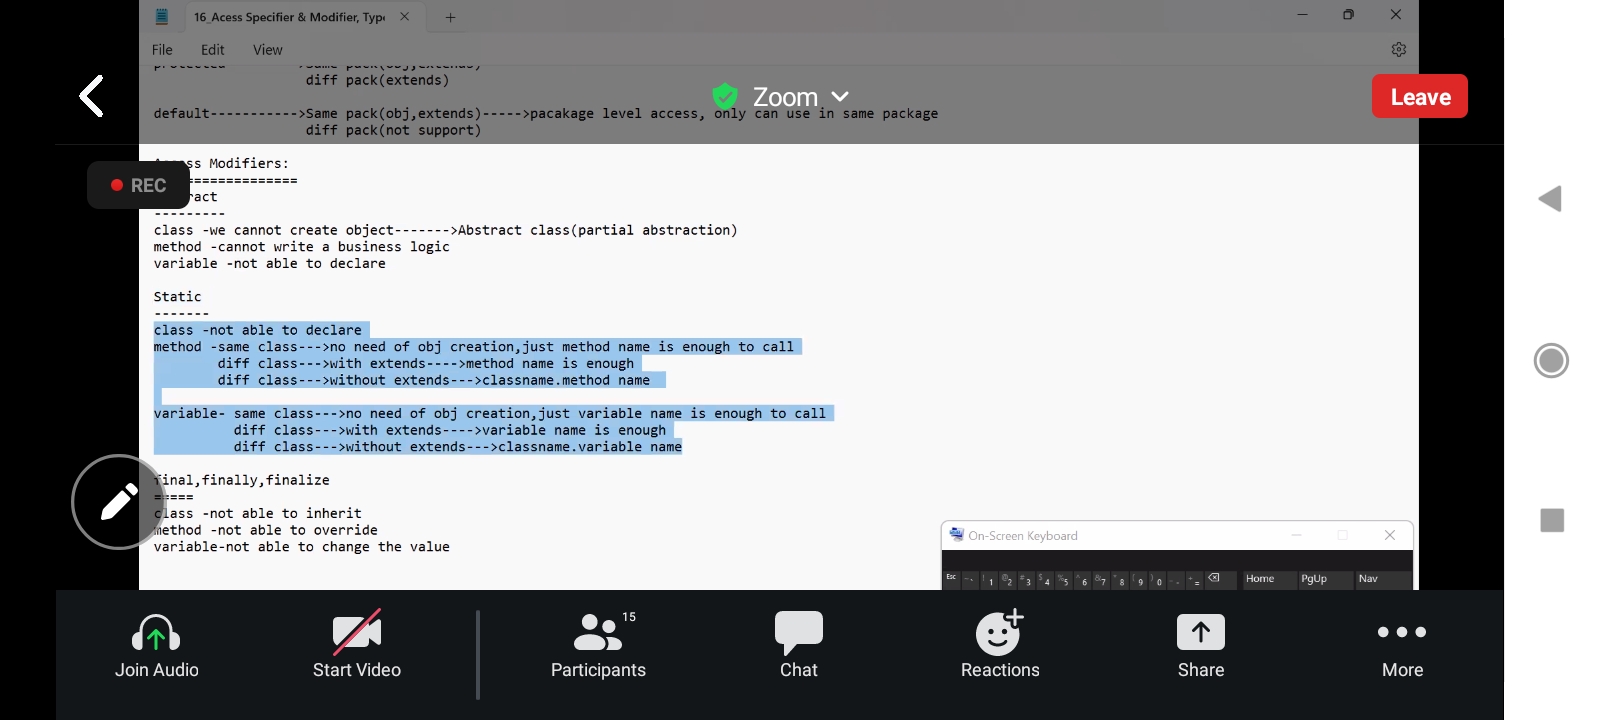 16_Acess Specifier & Modifier, Type
File Edit View
protected --------->Same pack(obj,extends)
diff pack(extends)
Zoom
Leave
default----------->Same pack(obj,extends)----->pacakage level access, only can use in same package
diff pack(not support)
ss Modifiers:
REC
===============
ract
---------
class -we cannot create object------->Abstract class(partial abstraction)
method -cannot write a business logic
variable -not able to declare
Static
-------
class -not able to declare
method -same class--->no need of obj creation,just method name is enough to call
diff class--->with extends---->method name is enough
diff class--->without extends--->classname.method name
variable- same class--->no need of obj creation,just variable name is enough to call
diff class--->with extends---->variable name is enough
diff class--->without extends--->classname.variable name
final,finally,finalize
=====
class -not able to inherit
method -not able to override
variable-not able to change the value
On-Screen Keyboard
Esc 1 2 3 4 5 6 7 8 9 0 - = Home PgUp Nav
15
Join Audio Start Video Participants Chat Reactions Share More